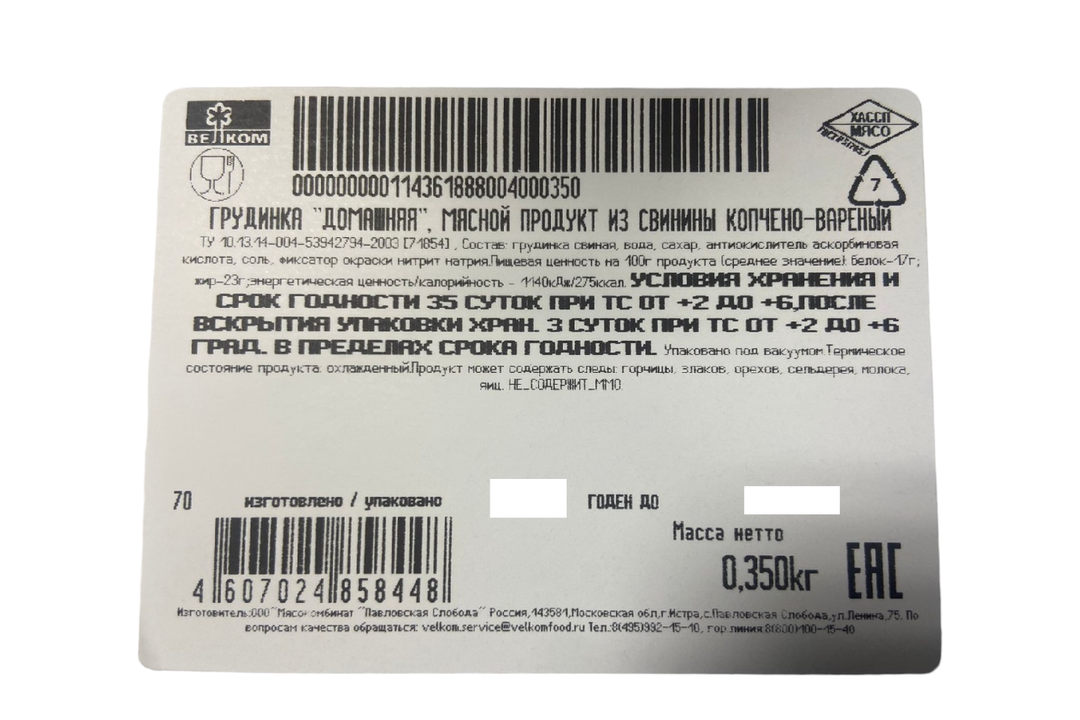 ВЕЛКОМ
ХАССП
МЯСО
7
000000000114361888004000350
ГРУДИНКА "ДОМАШНЯЯ", МЯСНОЙ ПРОДУКТ ИЗ СВИНИНЫ КОПЧЕНО-ВАРЕНЫЙ
ТУ 10.13.14-004-53942794-2003 [71854] , Состав: грудинка свиная, вода, сахар, антиокислитель аскорбиновая
кислота, соль, фиксатор окраски нитрит натрия.Пищевая ценность на 100г продукта (среднее значение): белок-17г;
жир-23г;энергетическая ценность/калорийность - 1140кДж/275ккал. УСЛОВИЯ ХРАНЕНИЯ И
СРОК ГОДНОСТИ 35 СУТОК ПРИ ТС ОТ +2 ДО +6,ПОСЛЕ
ВСКРЫТИЯ УПАКОВКИ ХРАН. 3 СУТОК ПРИ ТС ОТ +2 ДО +6
ГРАД. В ПРЕДЕЛАХ СРОКА ГОДНОСТИ. Упаковано под вакуумом.Термическое
состояние продукта: охлажденный.Продукт может содержать следы: горчицы, злаков, орехов, сельдерея, молока,
яиц. НЕ_СОДЕРЖИТ_ММО.
70 изготовлено / упаковано ГОДЕН ДО
Масса нетто
0,350кг EAC
4 607024 858448
Изготовитель:ООО "Мясокомбинат "Павловская Слобода" Россия,143581,Московская обл,г.Истра,с.Павловская Слобода,ул.Ленина,75. По
вопросам качества обращаться: velkom.service@velkomfood.ru Тел.:8(495)992-15-10, гор.линия:8(800)100-15-40